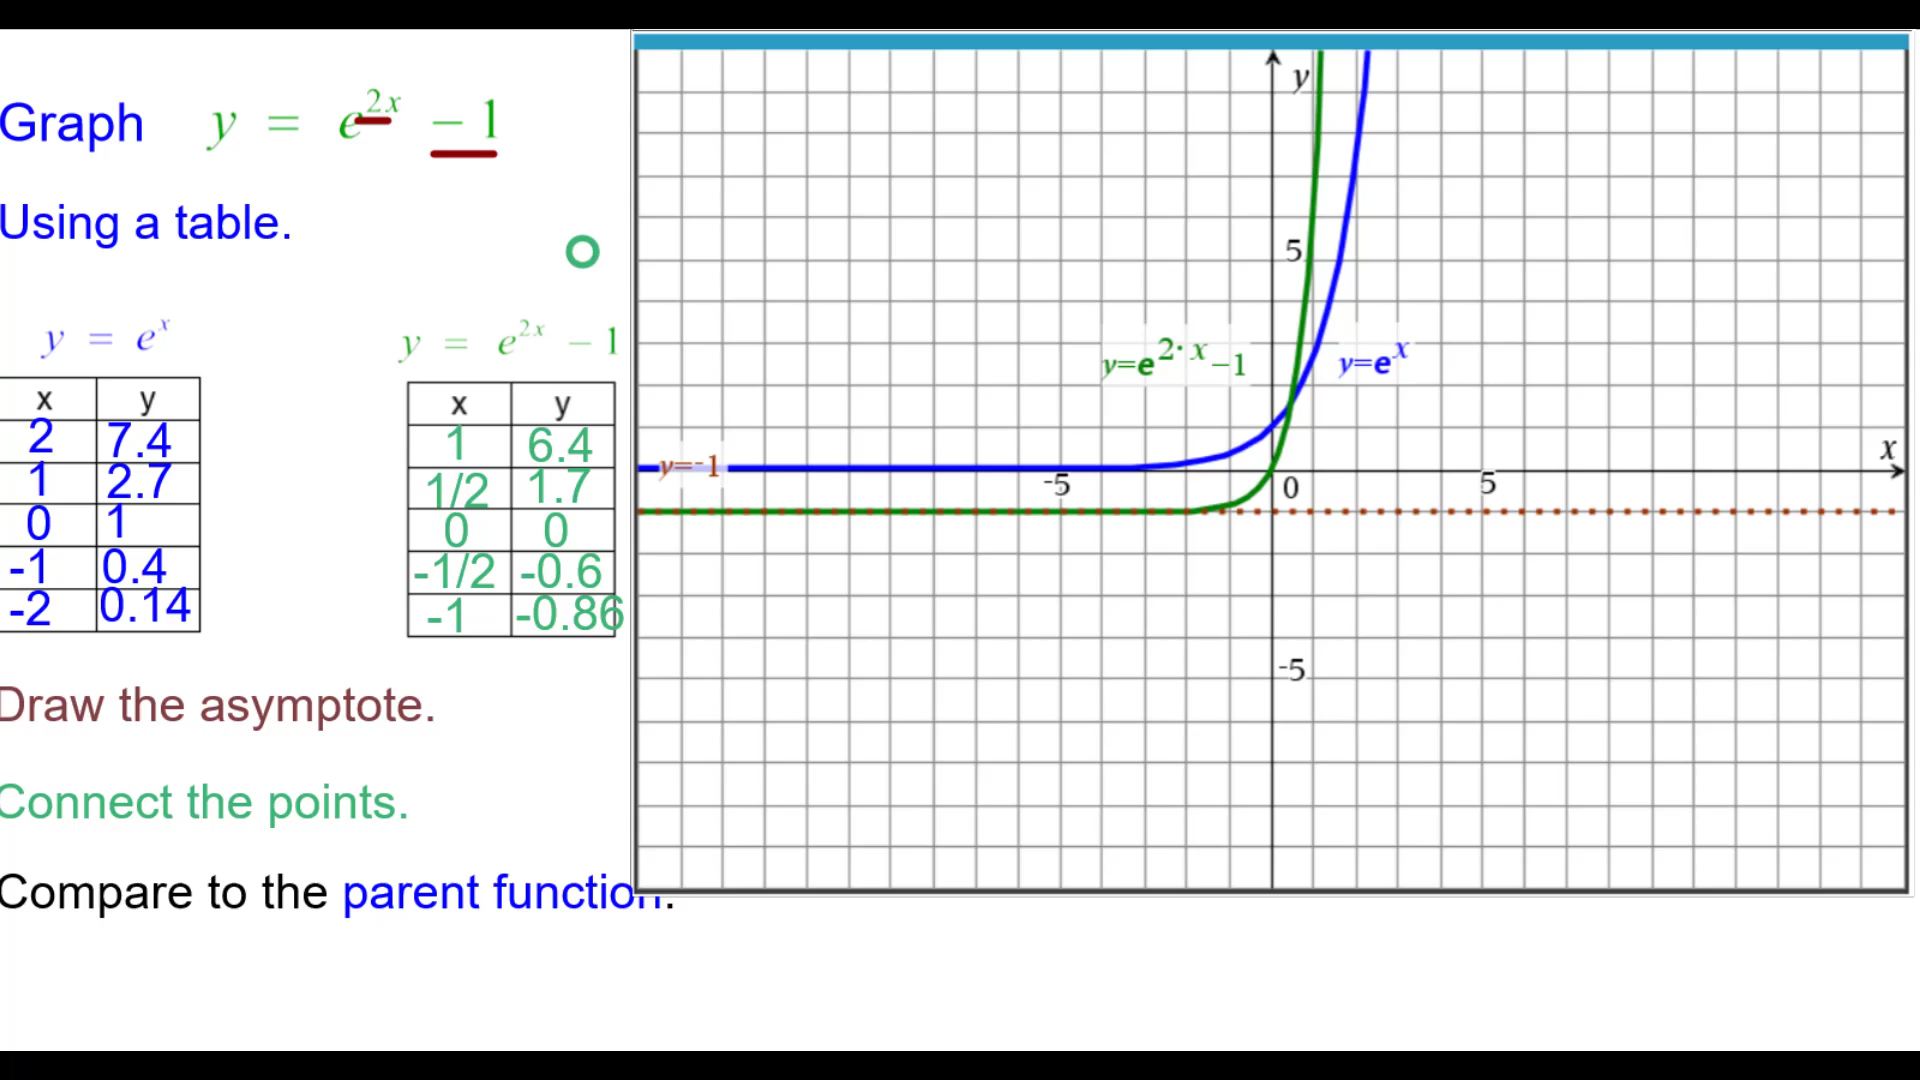 Graph y = e^2x − 1
Using a table.
y = e^x
x y
2 7.4
1 2.7
0 1
-1 0.4
-2 0.14
y = e^2x − 1
x y
1 6.4
1/2 1.7
0 0
-1/2 -0.6
-1 -0.86
Draw the asymptote.
Connect the points.
Compare to the parent function.
y
5
y=e^2·x−1
y=e^x
x
y=-1
-5
0
5
-5